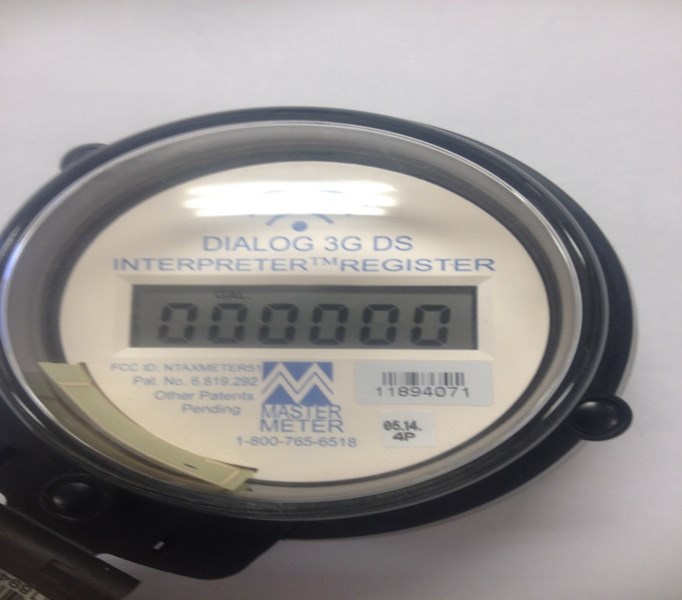 DIALOG 3G DS
INTERPRETER™REGISTER
GAL.
000000
FCC ID: NTAXMETER51
Pat. No. 6.819.292
Other Patents
Pending
MASTER
METER
1-800-765-6518
11894071
05.14.
4P